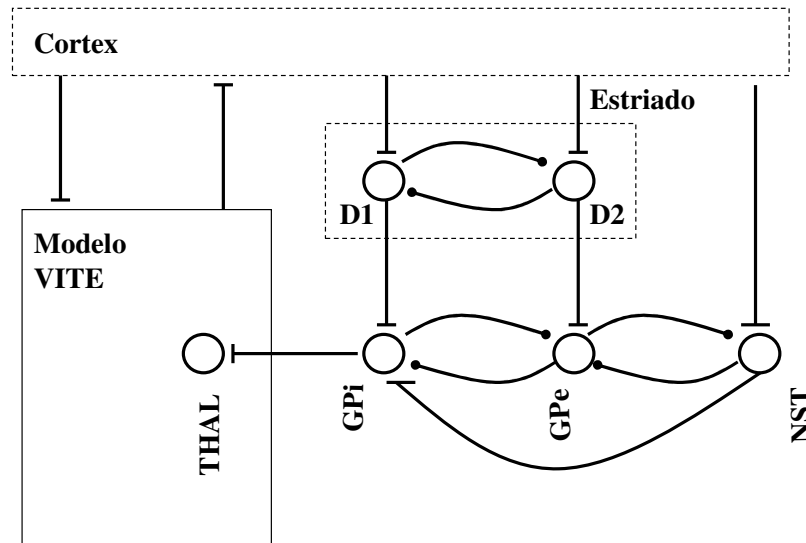 Cortex
Estriado
D1
D2
Modelo
VITE
THAL
GPi
GPe
NST